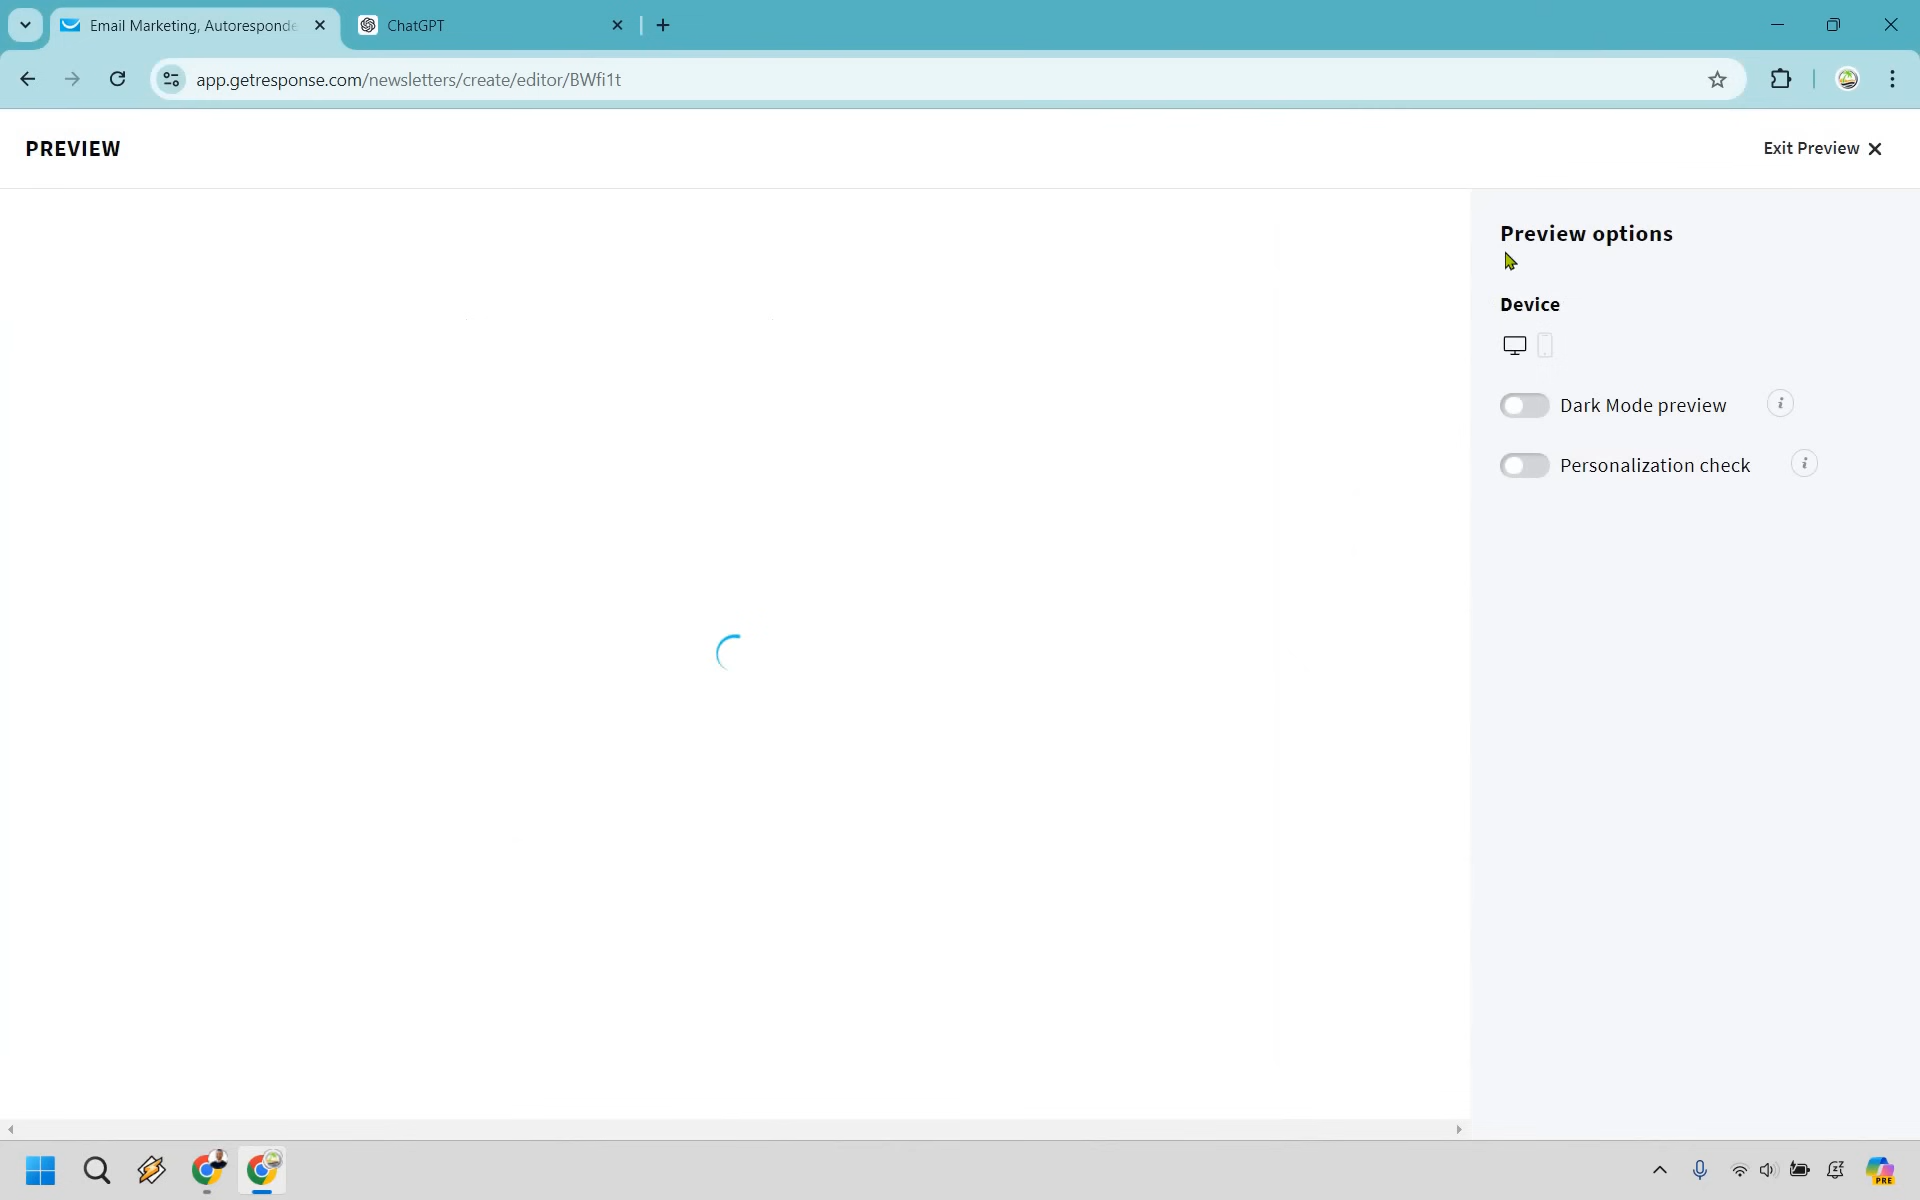 Email Marketing, Autoresponde
ChatGPT
app.getresponse.com/newsletters/create/editor/BWfi1t
PREVIEW
Exit Preview
Preview options
Device
Dark Mode preview
i
Personalization check
i
PRE